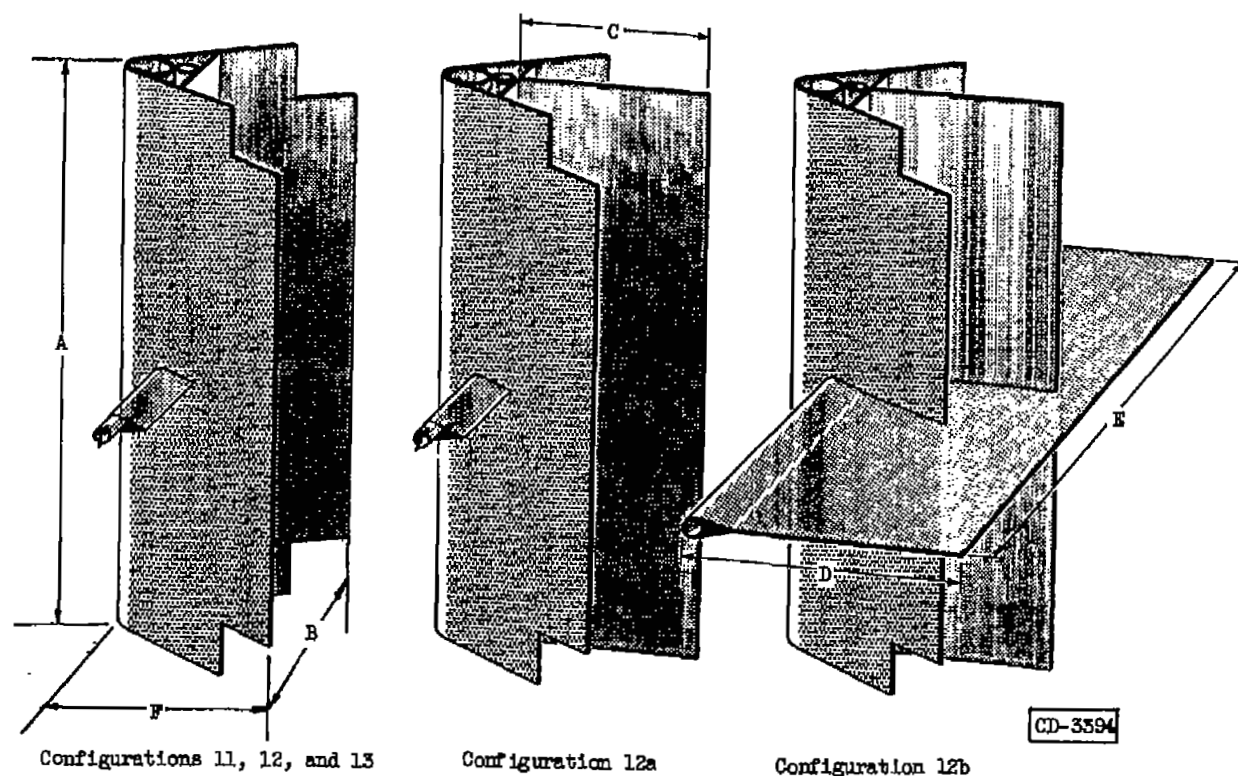 C
A
E
D
B
F
CD-3394
Configurations 11, 12, and 13
Configuration 12a
Configuration 12b